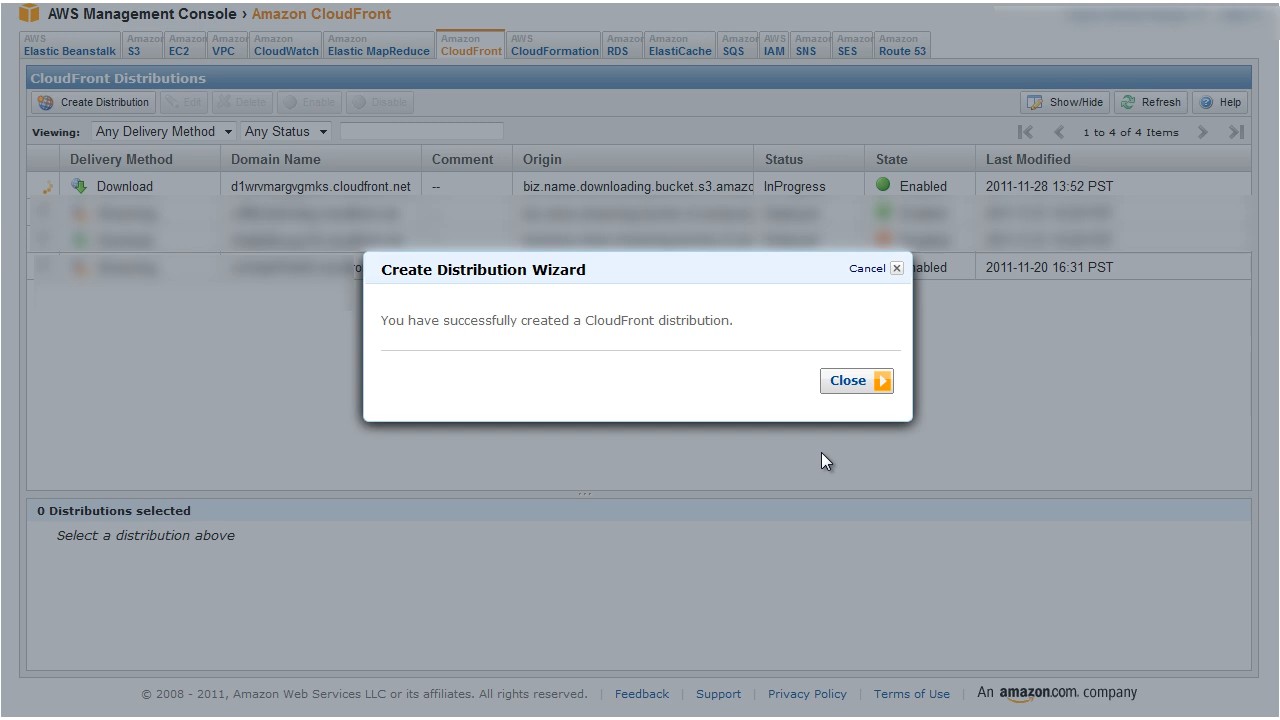 AWS Management Console › Amazon CloudFront
AWS Elastic Beanstalk
Amazon S3
Amazon EC2
Amazon VPC
Amazon CloudWatch
Amazon Elastic MapReduce
Amazon CloudFront
AWS CloudFormation
Amazon RDS
Amazon ElastiCache
Amazon SQS
AWS IAM
Amazon SNS
Amazon SES
Amazon Route 53
CloudFront Distributions
Create Distribution Edit Delete Enable Disable Show/Hide Refresh Help
Viewing: Any Delivery Method Any Status 1 to 4 of 4 Items
Delivery Method Domain Name Comment Origin Status State Last Modified
Download d1wrvmargvgmks.cloudfront.net -- biz.name.downloading.bucket.s3.amazc InProgress Enabled 2011-11-28 13:52 PST
2011-11-20 16:31 PST
Create Distribution Wizard Cancel
You have successfully created a CloudFront distribution.
Close
0 Distributions selected
Select a distribution above
© 2008 - 2011, Amazon Web Services LLC or its affiliates. All rights reserved. | Feedback | Support | Privacy Policy | Terms of Use | An amazon.com. company